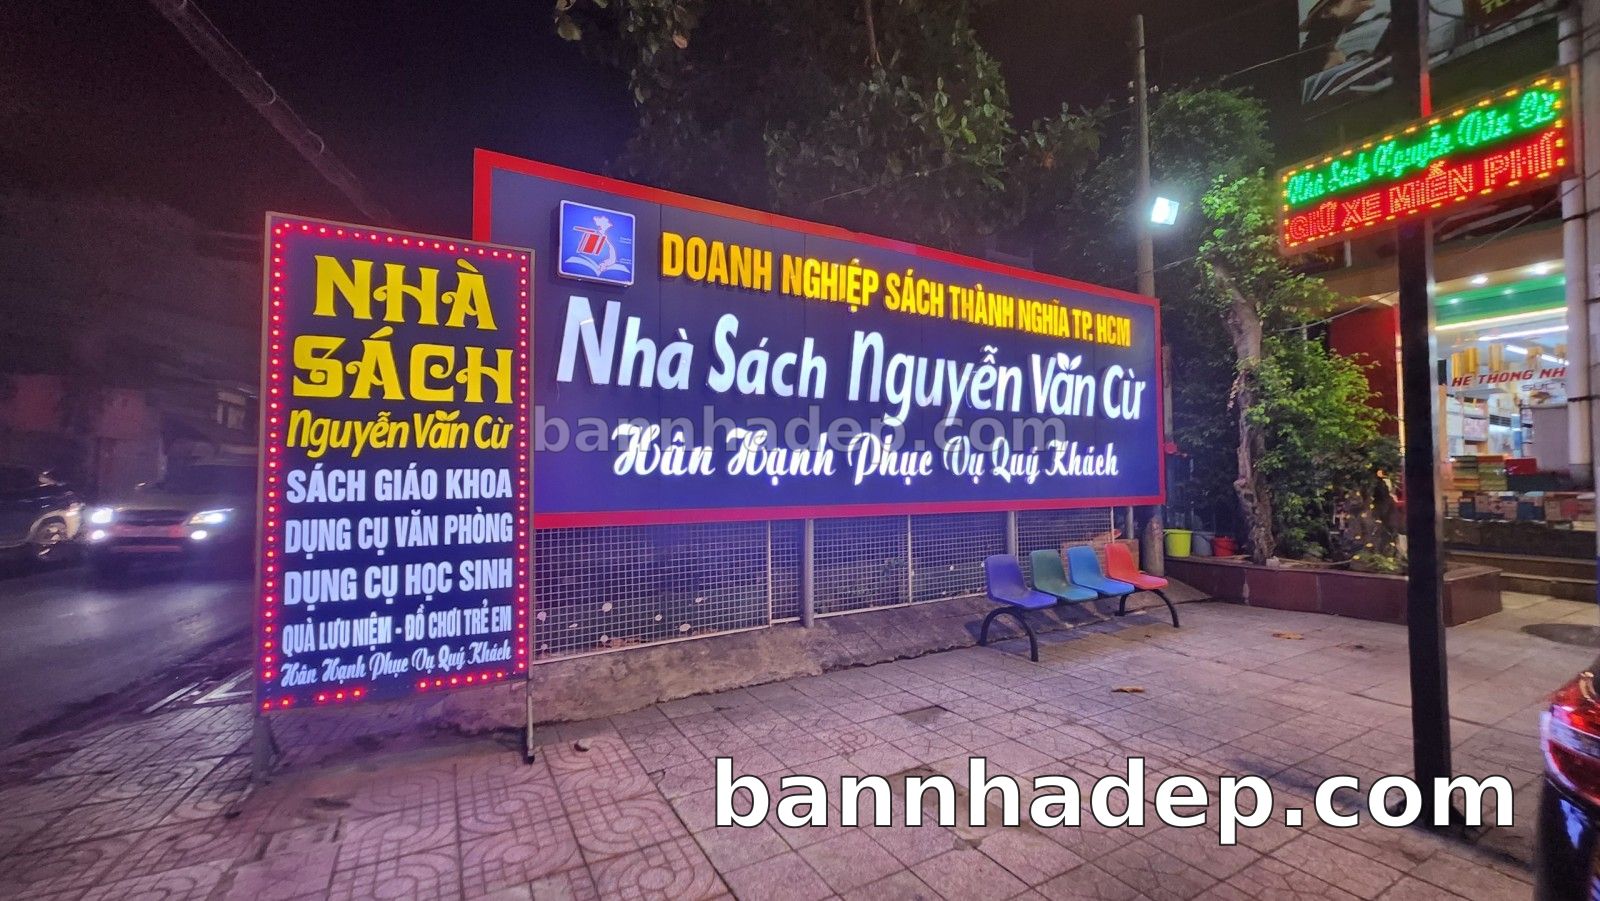 NHÀ
SÁCH
Nguyễn Văn Cừ
SÁCH GIÁO KHOA
DỤNG CỤ VĂN PHÒNG
DỤNG CỤ HỌC SINH
QUÀ LƯU NIỆM - ĐỒ CHƠI TRẺ EM
Hân Hạnh Phục Vụ Quý Khách
DOANH NGHIỆP SÁCH THÀNH NGHĨA TP. HCM
Nhà Sách Nguyễn Văn Cừ
Hân Hạnh Phục Vụ Quý Khách
Nhà Sách Nguyễn Văn Cừ
GIỮ XE MIỄN PHÍ
HỆ THỐNG NH
bannhadep.com
bannhadep.com